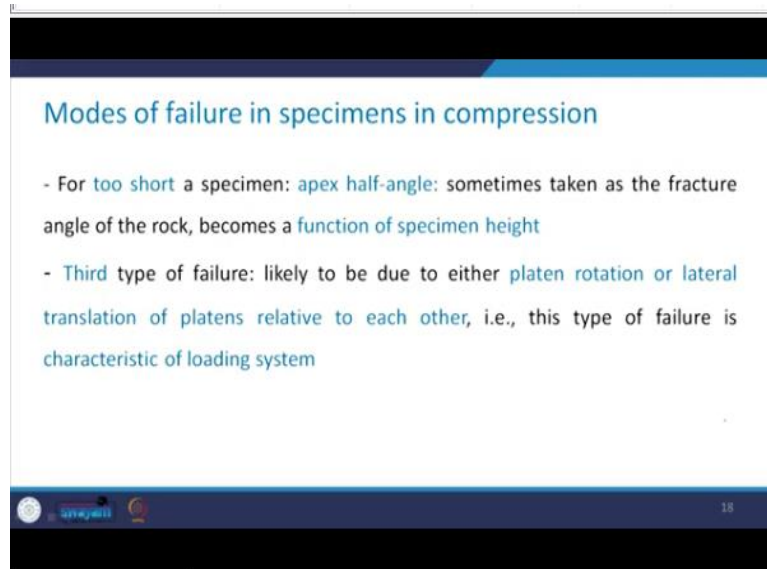 Modes of failure in specimens in compression
- For too short a specimen: apex half-angle: sometimes taken as the fracture
angle of the rock, becomes a function of specimen height
- Third type of failure: likely to be due to either platen rotation or lateral
translation of platens relative to each other, i.e., this type of failure is
characteristic of loading system
swayam
18